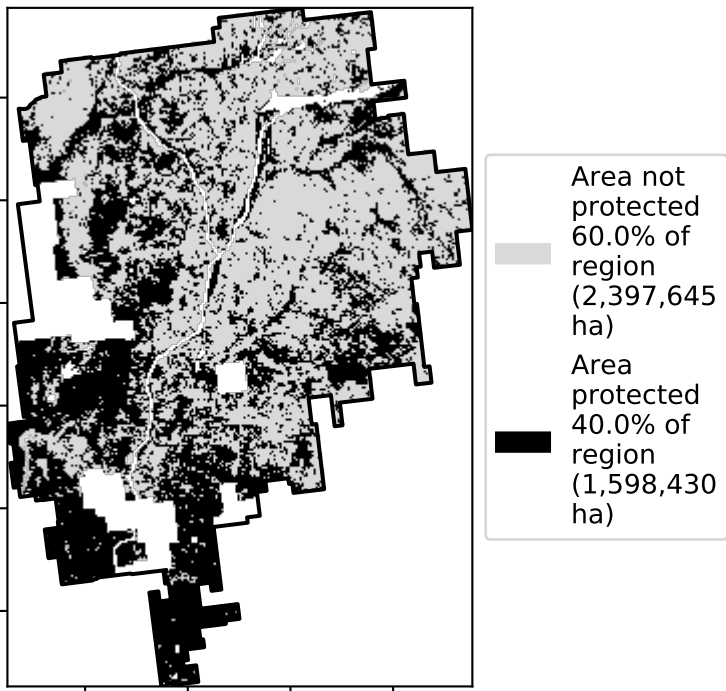 Area not
protected
60.0% of
region
(2,397,645
ha)
Area
protected
40.0% of
region
(1,598,430
ha)